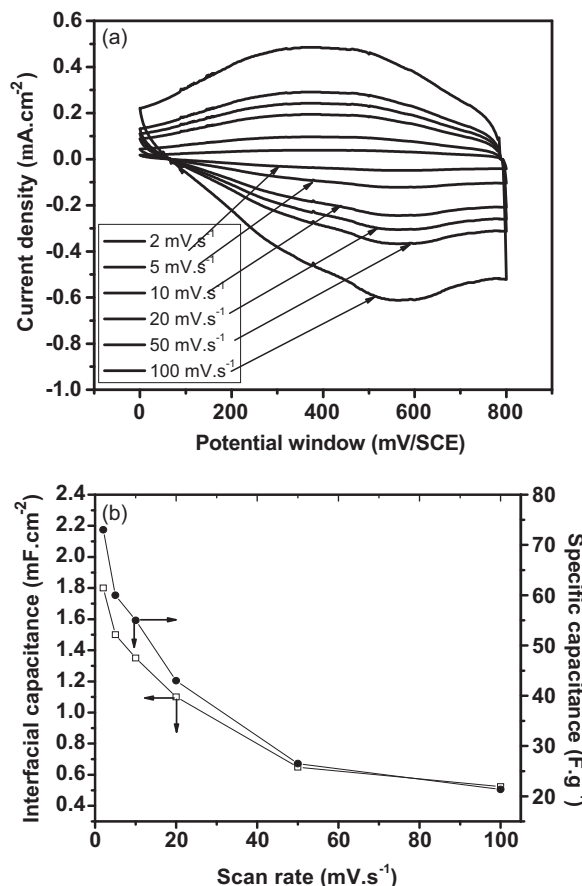 (a)
Current density (mA.cm⁻²)
0.6
0.4
0.2
0.0
-0.2
-0.4
-0.6
-0.8
-1.0
2 mV.s⁻¹
5 mV.s⁻¹
10 mV.s⁻¹
20 mV.s⁻¹
50 mV.s⁻¹
100 mV.s⁻¹
0 200 400 600 800
Potential window (mV/SCE)
(b)
Interfacial capacitance (mF.cm⁻²)
2.4
2.2
2.0
1.8
1.6
1.4
1.2
1.0
0.8
0.6
0.4
80
70
60
50
40
30
20
Specific capacitance (F.g⁻¹)
0 20 40 60 80 100
Scan rate (mV.s⁻¹)